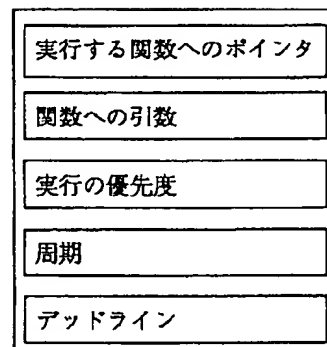 実行する関数へのポインタ
関数への引数
実行の優先度
周期
デッドライン